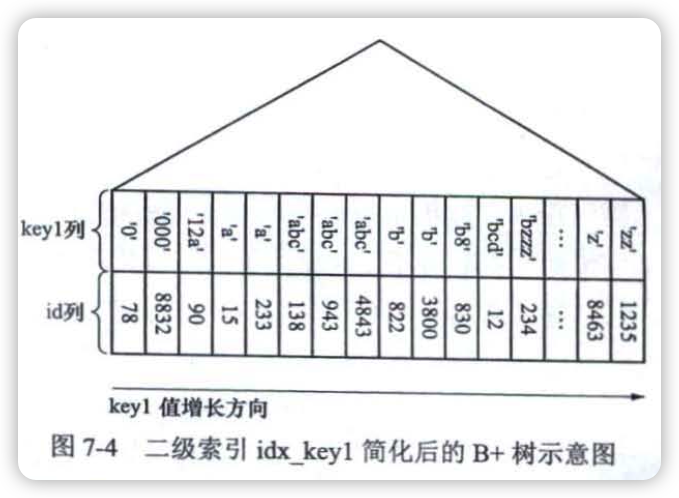 key1列
'0' '000' '12a' 'a' 'a' 'abc' 'abc' 'abc' 'b' 'b' 'b8' 'bcd' 'bzzz' … 'z' 'zz'
id列
78 8832 90 15 233 138 943 4843 822 3800 830 12 234 … 8463 1235
key1 值增长方向
图 7-4 二级索引 idx_key1 简化后的 B+ 树示意图